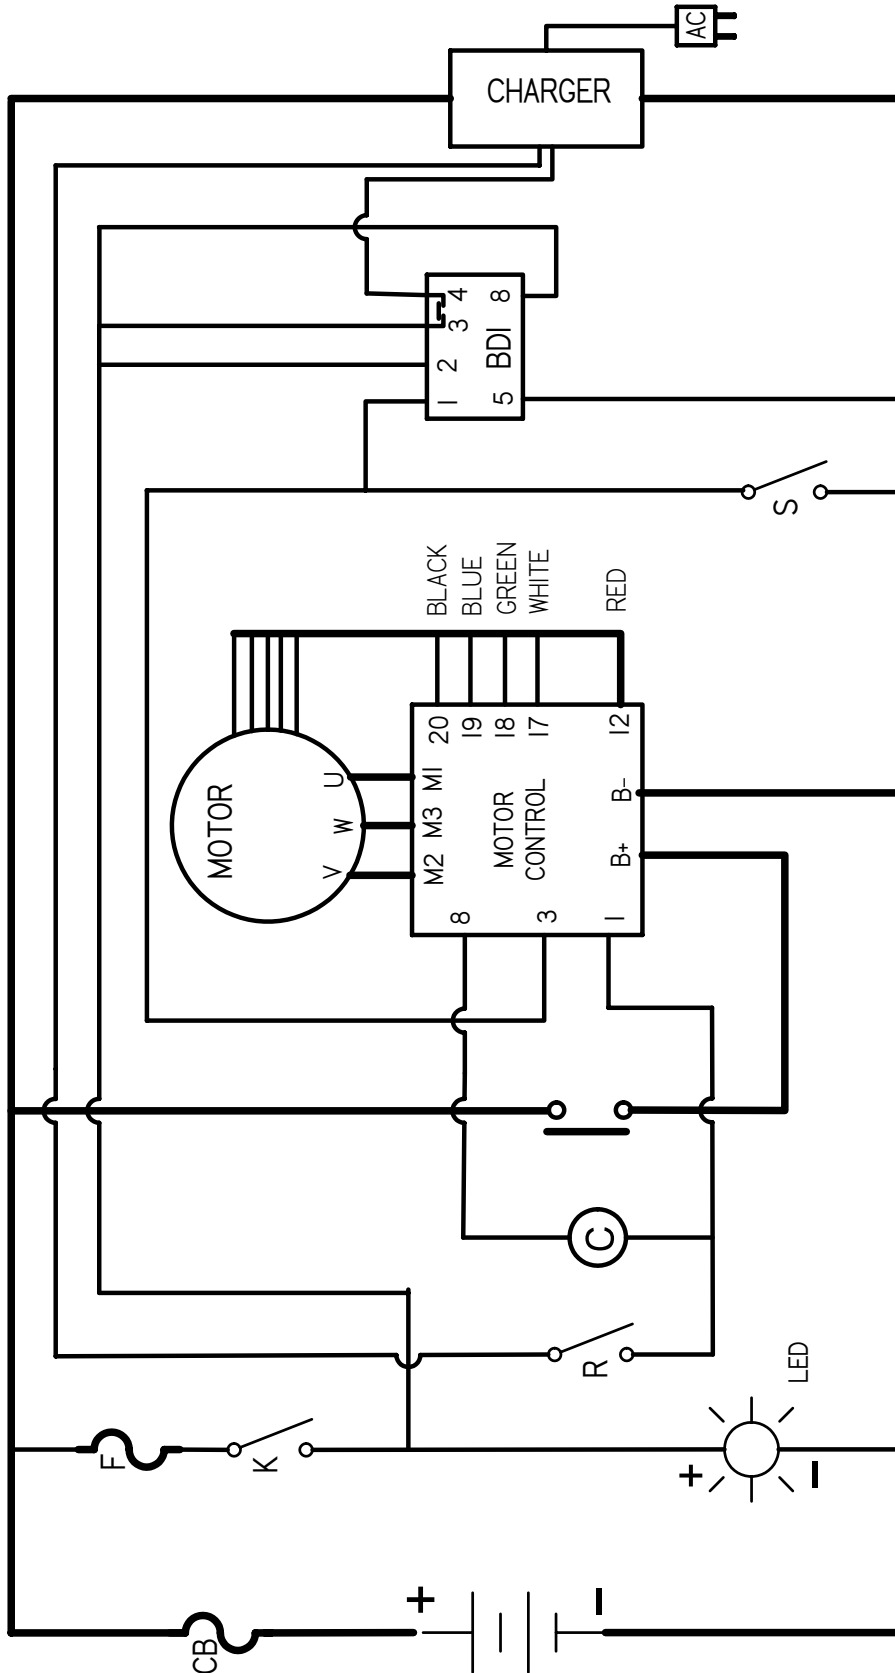 AC
CHARGER
4
3
2
1
8
BDI
5
S
BLACK
BLUE
GREEN
WHITE
RED
20
19
18
17
12
MOTOR
U
W
V
M1
M3
M2
MOTOR
CONTROL
B-
B+
8
3
1
C
R
LED
F
K
+
−
CB
+
−